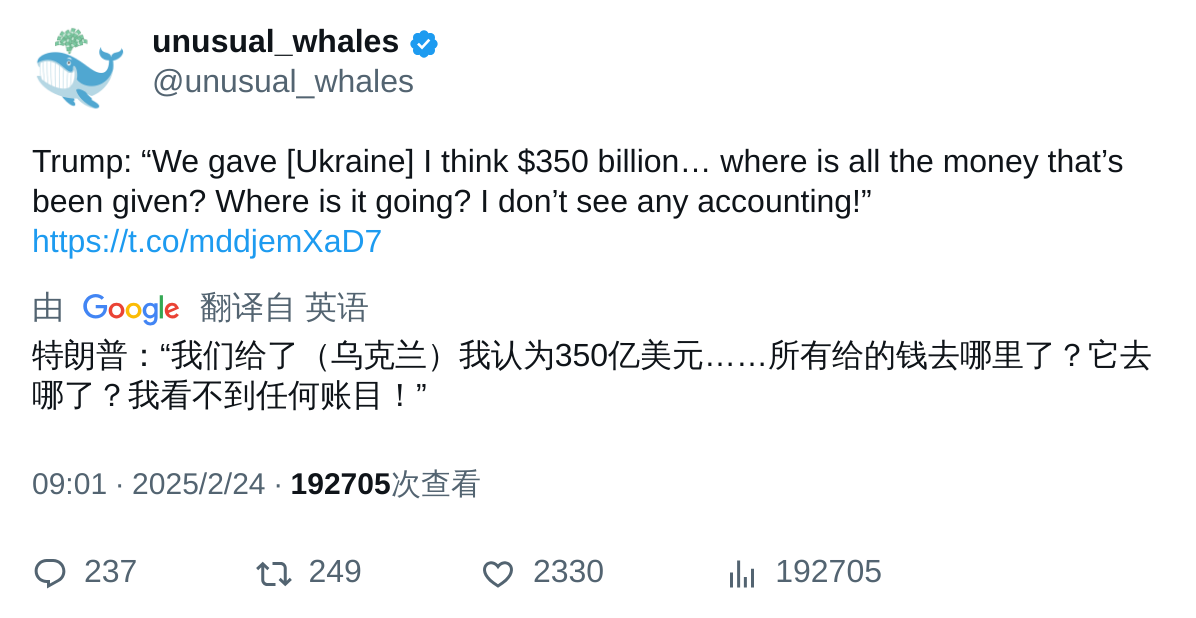 unusual_whales
@unusual_whales
Trump: “We gave [Ukraine] I think $350 billion… where is all the money that’s
been given? Where is it going? I don’t see any accounting!”
https://t.co/mddjemXaD7
由 Google 翻译自 英语
特朗普：“我们给了（乌克兰）我认为350亿美元……所有给的钱去哪里了？它去
哪了？我看不到任何账目！”
09:01 · 2025/2/24 · 192705次查看
237 249 2330 192705